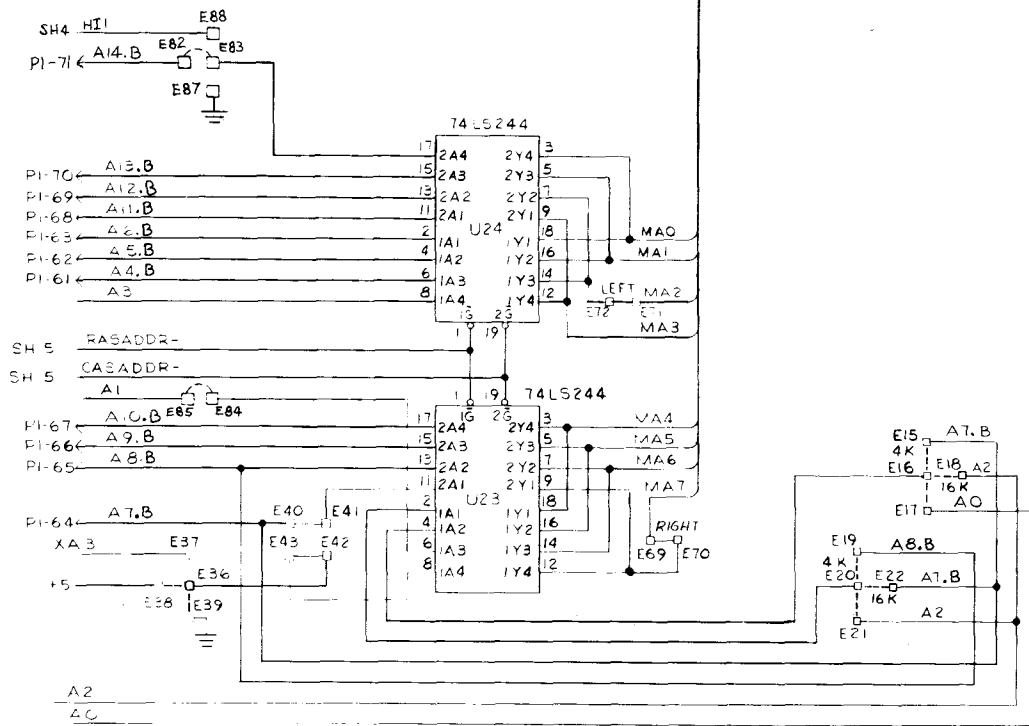 E88
SH4 HI1
E82 E83
P1-71 A14.B
E87
74LS244
17 2A4 2Y4 3
P1-70 A13.B 15 2A3 2Y3 5
P1-69 A12.B 13 2A2 2Y2 7
P1-68 A11.B 11 2A1 2Y1 9
U24
P1-63 A6.B 2 1A1 1Y1 18 MA0
P1-62 A5.B 4 1A2 1Y2 16 MA1
P1-61 A4.B 6 1A3 1Y3 14
A3 8 1A4 1Y4 12 LEFT MA2
E72 E71
1G 2G
MA3
1 19
SH 5 RASADDR-
SH 5 CASADDR-
A1
E85 E84
1 19 74LS244
1G 2G
P1-67 A10.B 17 2A4 2Y4 3 MA4
P1-66 A9.B 15 2A3 2Y3 5 MA5
P1-65 A8.B 13 2A2 2Y2 7 MA6
11 2A1 2Y1 9 MA7
U23
2 1A1 1Y1 18
P1-64 A7.B E40 E41 4 1A2 1Y2 16
E43 E42
RIGHT
XA3 E37 6 1A3 1Y3 14
E69 E70
8 1A4 1Y4 12
+5 E36
E38 E39
E15 A7.B
4K
E16 E18 A2
16K
E17 A0
E19 A8.B
4K
E20 E22 A7.B
16K
E21 A2
A2
A0